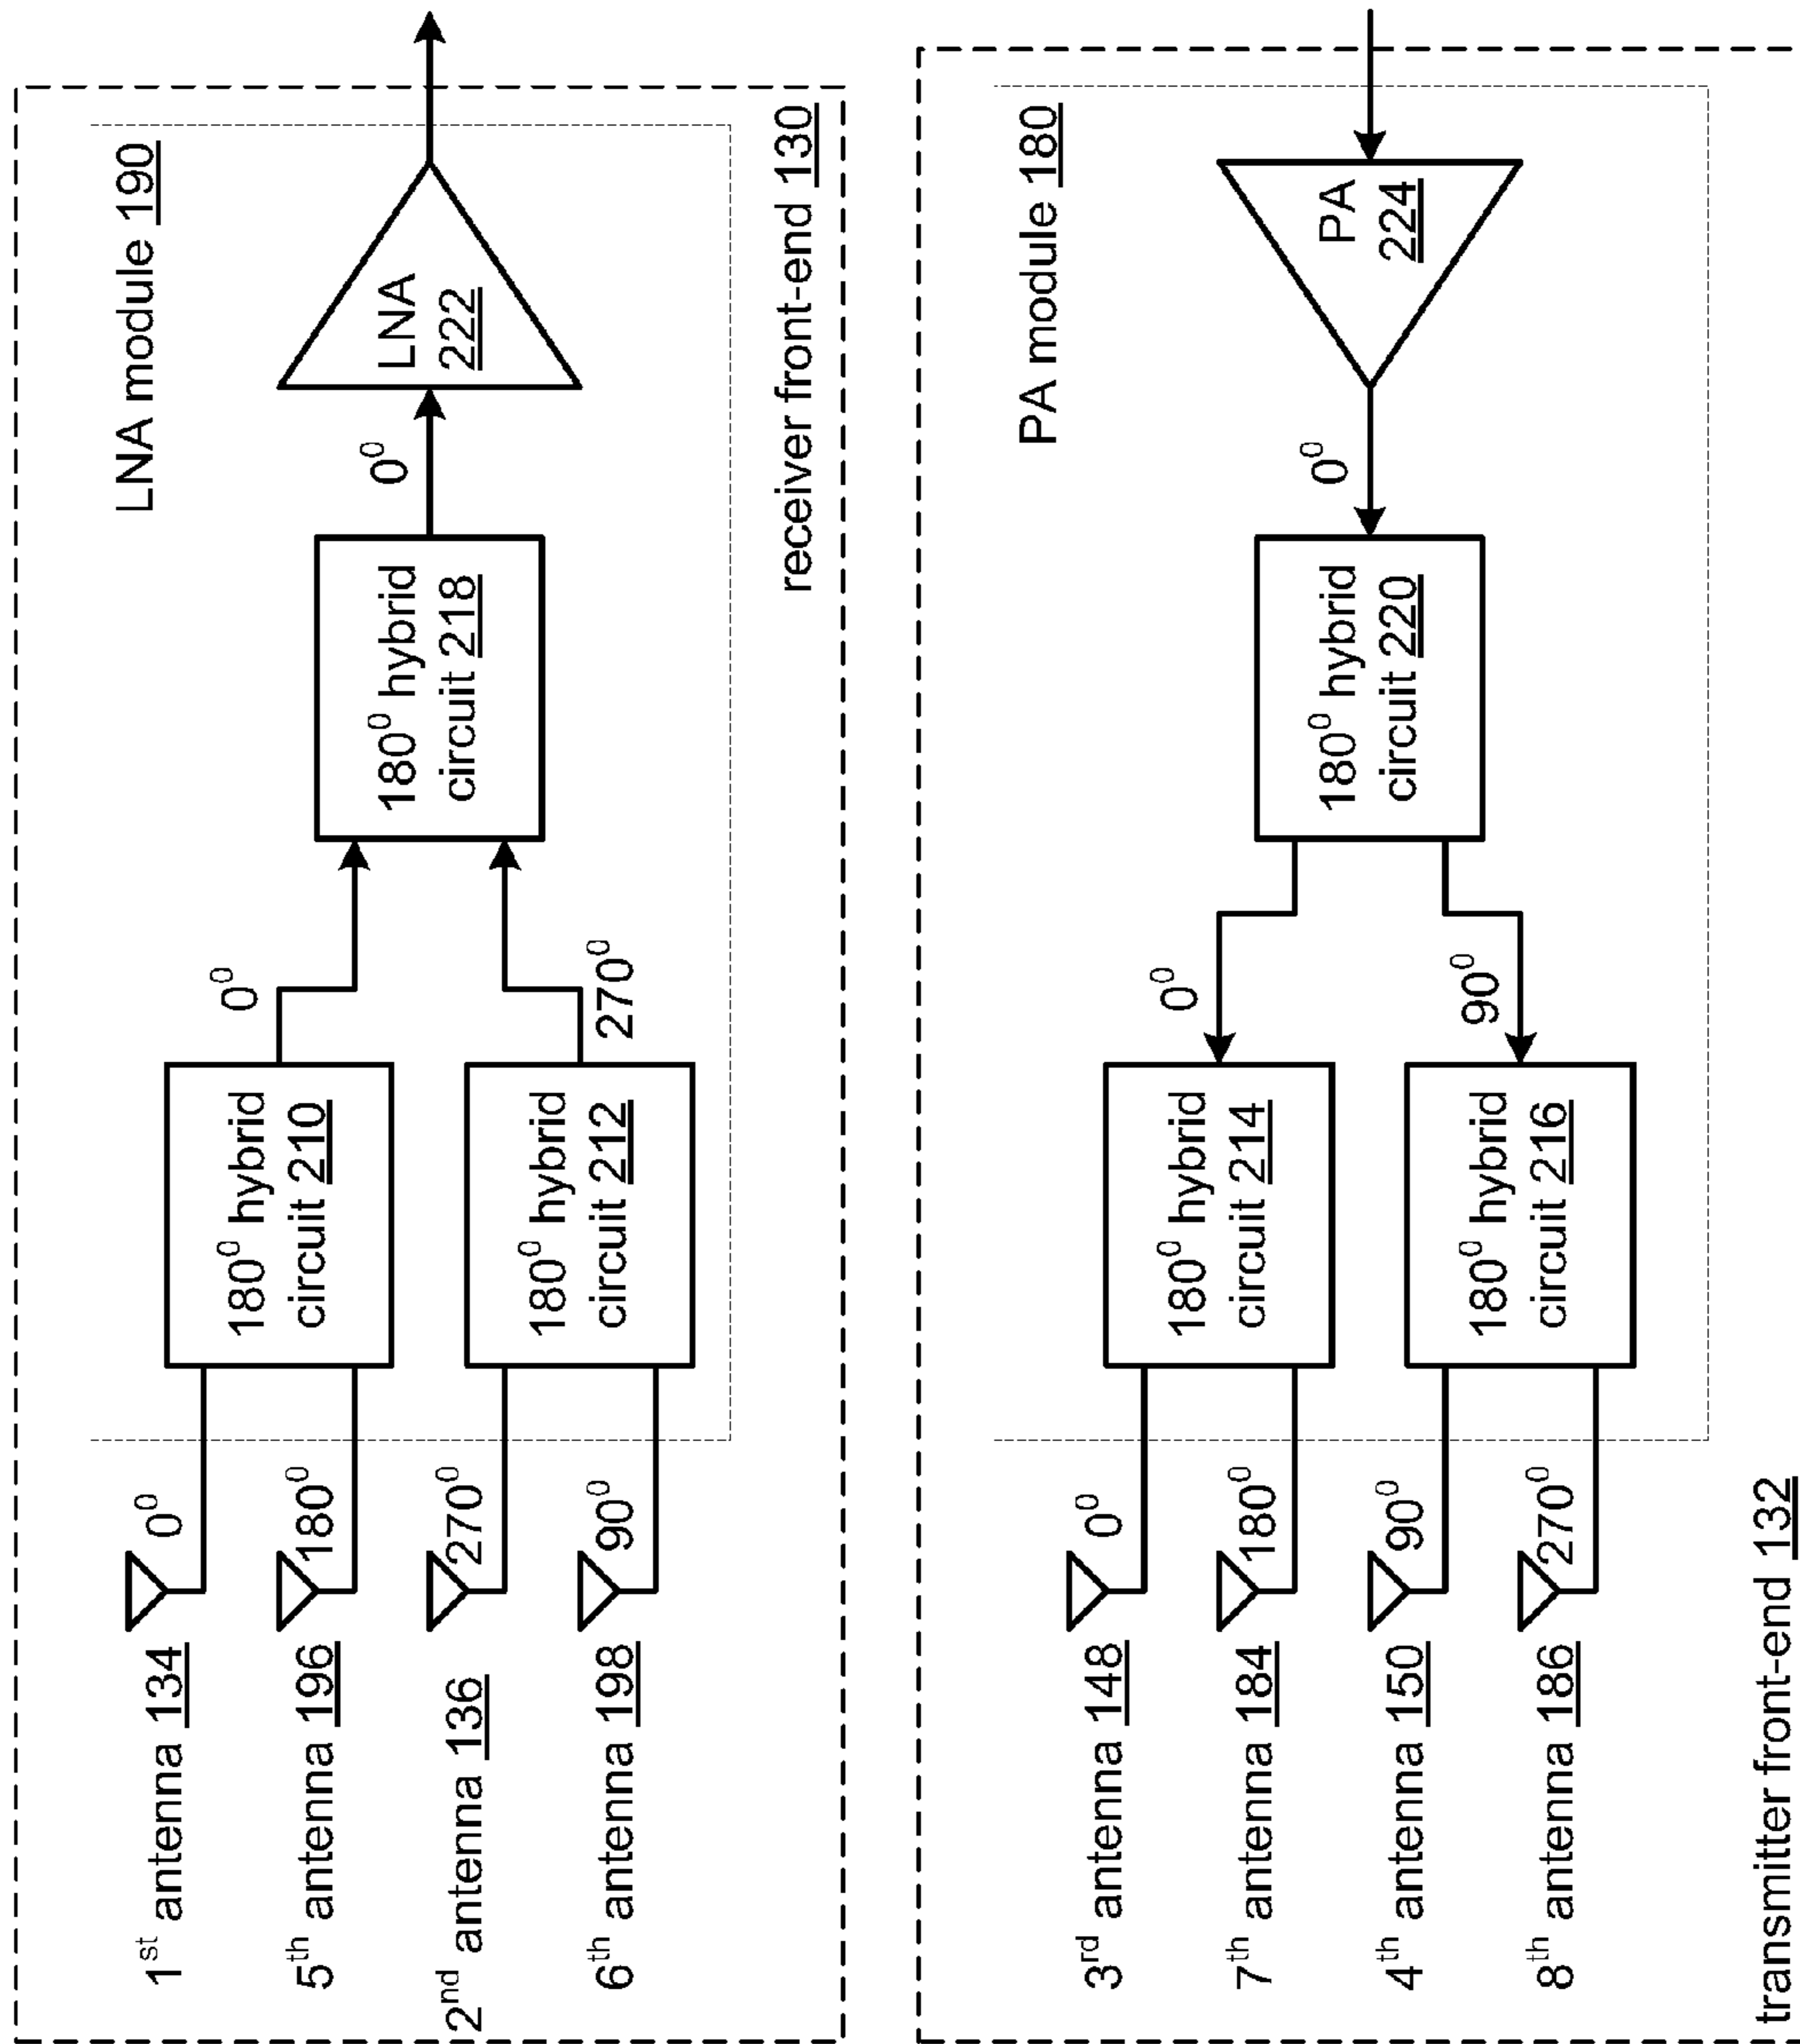 LNA module 190
1st antenna 134
0⁰
180⁰ hybrid
circuit 210
0⁰
5th antenna 196
180⁰
180⁰ hybrid
circuit 218
0⁰
LNA
222
2nd antenna 136
270⁰
180⁰ hybrid
circuit 212
270⁰
6th antenna 198
90⁰
receiver front-end 130
PA module 180
3rd antenna 148
0⁰
180⁰ hybrid
circuit 214
0⁰
7th antenna 184
180⁰
180⁰ hybrid
circuit 220
0⁰
PA
224
4th antenna 150
90⁰
180⁰ hybrid
circuit 216
90⁰
8th antenna 186
270⁰
transmitter front-end 132